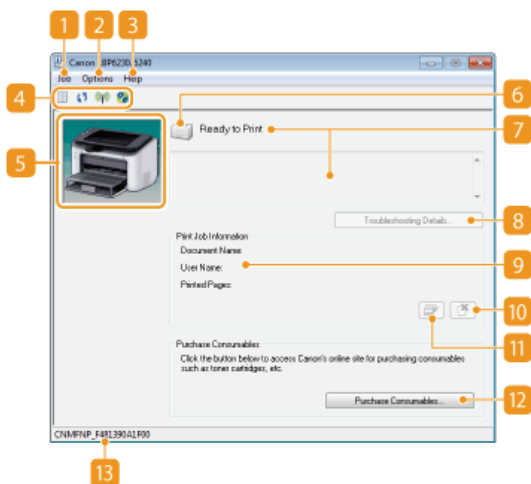 1 2 3
Canon LBP6230/6240
Job Options Help
4
5
6
Ready to Print
7
Troubleshooting Details...
8
Print Job Information
Document Name:
User Name:
9
Printed Pages:
10
11
Purchase Consumables
Click the button below to access Canon's online site for purchasing consumables
such as toner cartridges, etc.
Purchase Consumables...
12
CNMFNP_F481390A1F00
13